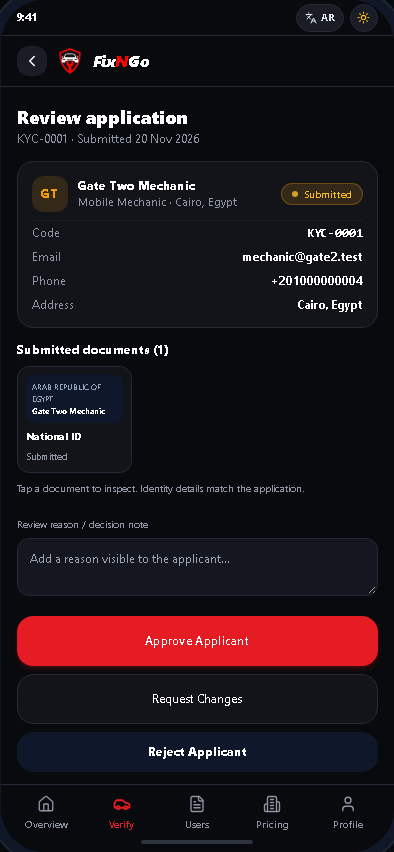 9:41
AR
FixNGo
Review application
KYC-0001 · Submitted 20 Nov 2026
GT
Gate Two Mechanic
Mobile Mechanic · Cairo, Egypt
Submitted
Code
KYC-0001
Email
mechanic@gate2.test
Phone
+201000000004
Address
Cairo, Egypt
Submitted documents (1)
ARAB REPUBLIC OF
EGYPT
Gate Two Mechanic
National ID
Submitted
Tap a document to inspect. Identity details match the application.
Review reason / decision note
Add a reason visible to the applicant...
Approve Applicant
Request Changes
Reject Applicant
Overview
Verify
Users
Pricing
Profile